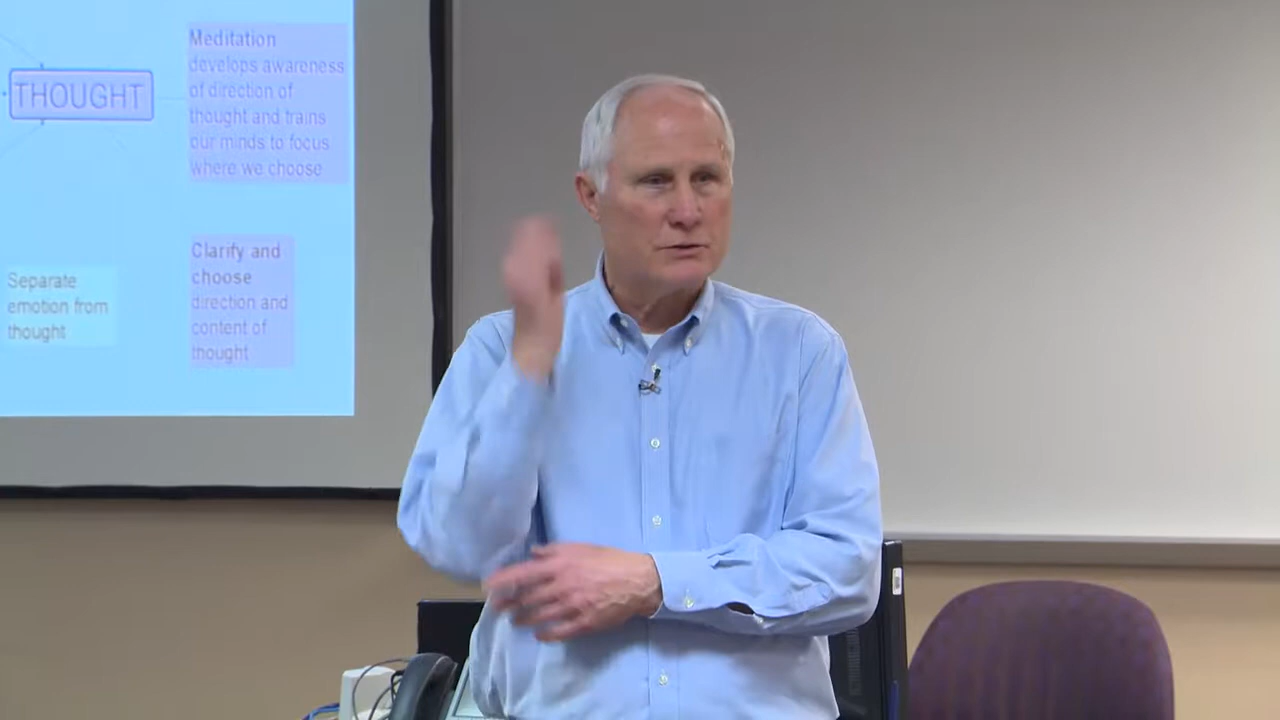 THOUGHT
Meditation
develops awareness
of direction of
thought and trains
our minds to focus
where we choose
Separate
emotion from
thought
Clarify and
choose
direction and
content of
thought